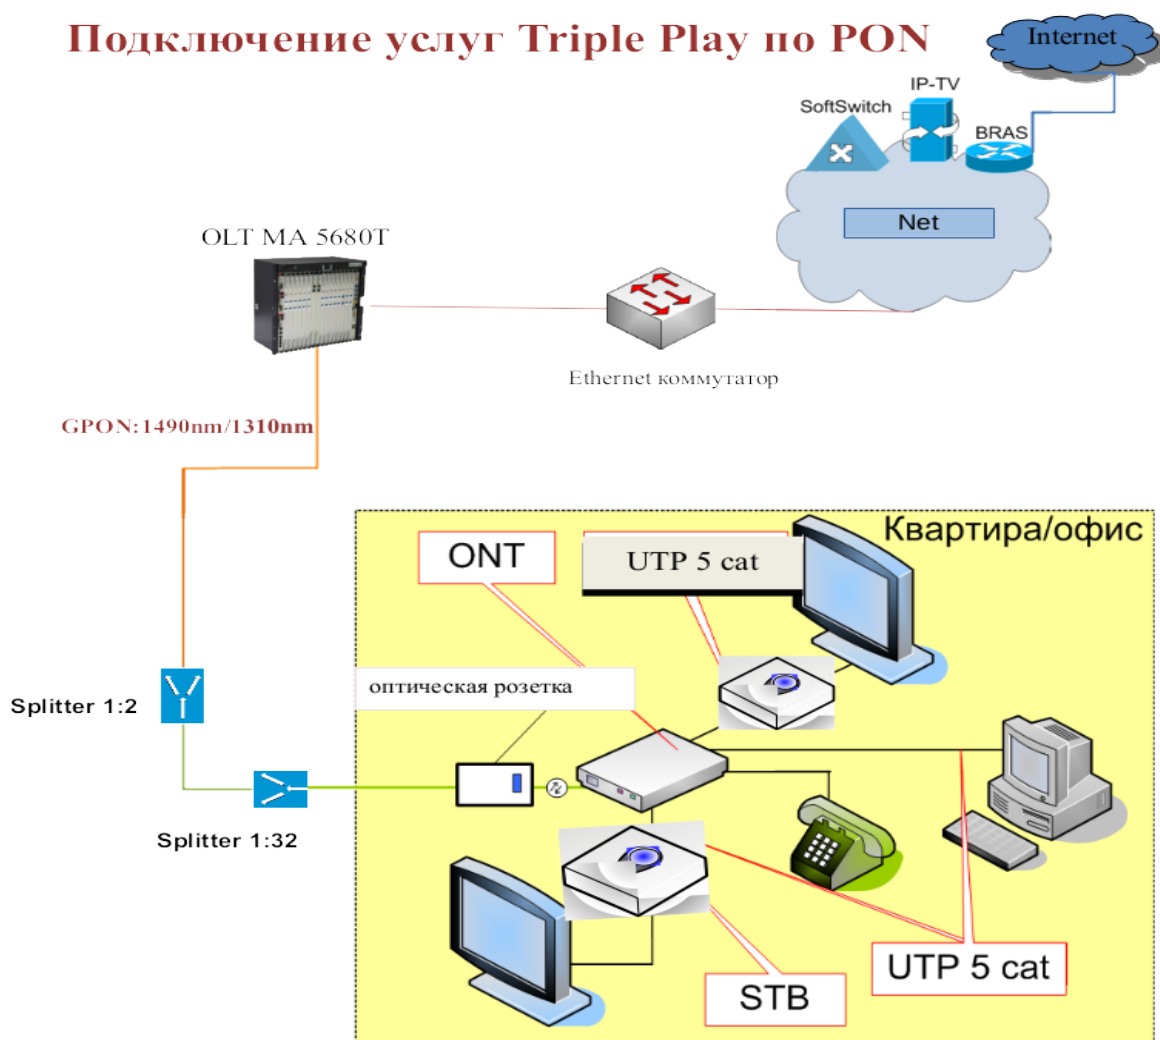 Подключение услуг Triple Play по PON
Internet
IP-TV
SoftSwitch
BRAS
Net
OLT MA 5680T
Ethernet коммутатор
GPON:1490nm/1310nm
Квартира/офис
ONT
UTP 5 cat
оптическая розетка
Splitter 1:2
Splitter 1:32
UTP 5 cat
STB